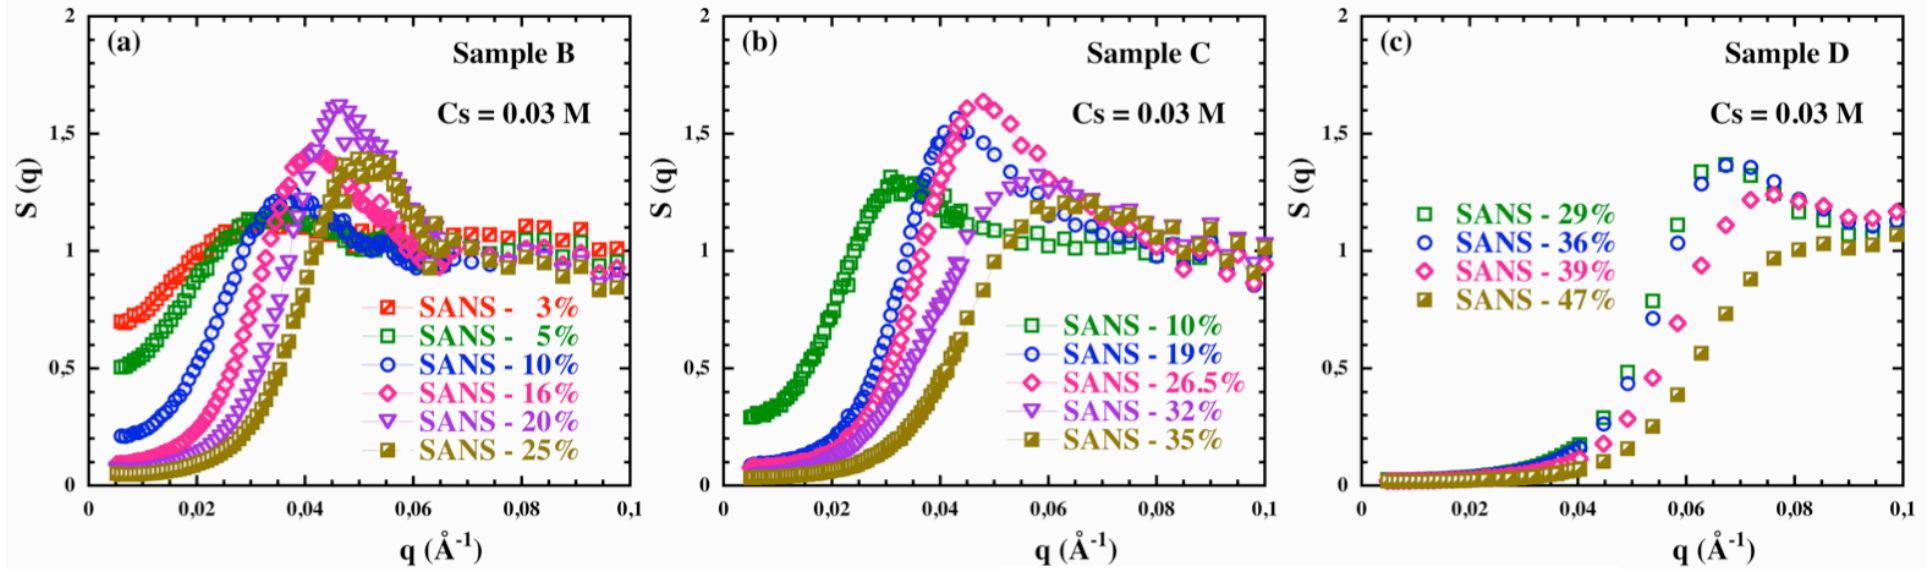 (a)
Sample B
Cs = 0.03 M
2
1,5
1
0,5
0
S (q)
SANS - 3%
SANS - 5%
SANS - 10%
SANS - 16%
SANS - 20%
SANS - 25%
0 0,02 0,04 0,06 0,08 0,1
q (Å-1)
(b)
Sample C
Cs = 0.03 M
2
1,5
1
0,5
0
S (q)
SANS - 10%
SANS - 19%
SANS - 26.5%
SANS - 32%
SANS - 35%
0 0,02 0,04 0,06 0,08 0,1
q (Å-1)
(c)
Sample D
Cs = 0.03 M
2
1,5
1
0,5
0
S (q)
SANS - 29%
SANS - 36%
SANS - 39%
SANS - 47%
0 0,02 0,04 0,06 0,08 0,1
q (Å-1)